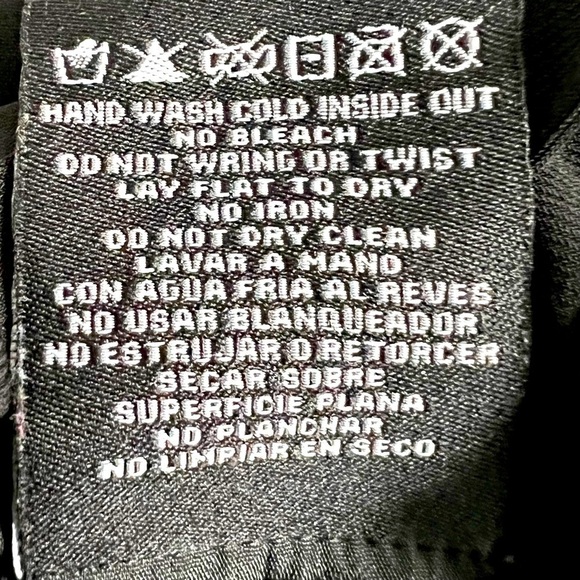 HAND WASH COLD INSIDE OUT
NO BLEACH
DO NOT WRING OR TWIST
LAY FLAT TO DRY
NO IRON
DO NOT DRY CLEAN
LAVAR A MANO
CON AGUA FRIA AL REVES
NO USAR BLANQUEADOR
NO ESTRUJAR O RETORCER
SECAR SOBRE
SUPERFICIE PLANA
NO PLANCHAR
NO LIMPIAR EN SECO